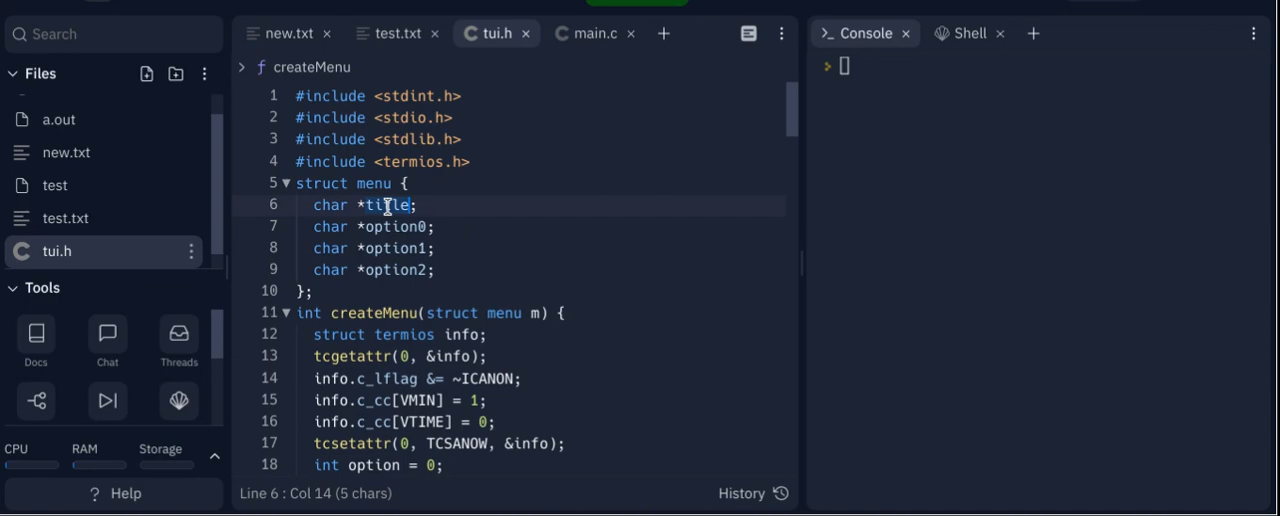 Search
Files
a.out
new.txt
test
test.txt
tui.h
Tools
Docs Chat Threads
CPU RAM Storage
? Help
new.txt × test.txt × C tui.h × C main.c × +
> ƒ createMenu
1 #include <stdint.h>
2 #include <stdio.h>
3 #include <stdlib.h>
4 #include <termios.h>
5 struct menu {
6 char *title;
7 char *option0;
8 char *option1;
9 char *option2;
10 };
11 int createMenu(struct menu m) {
12 struct termios info;
13 tcgetattr(0, &info);
14 info.c_lflag &= ~ICANON;
15 info.c_cc[VMIN] = 1;
16 info.c_cc[VTIME] = 0;
17 tcsetattr(0, TCSANOW, &info);
18 int option = 0;
Line 6 : Col 14 (5 chars) History
>_ Console × Shell × +
>